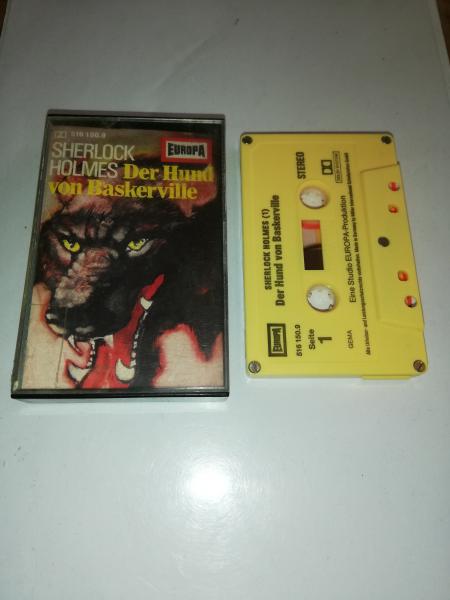 516 150.9
EUROPA
SHERLOCK
HOLMES Der Hund
von Baskerville
STEREO
SHERLOCK HOLMES (1)
Der Hund von Baskerville
EUROPA
516 150.9
Seite
1
Eine Studio EUROPA-Produktion
GEMA